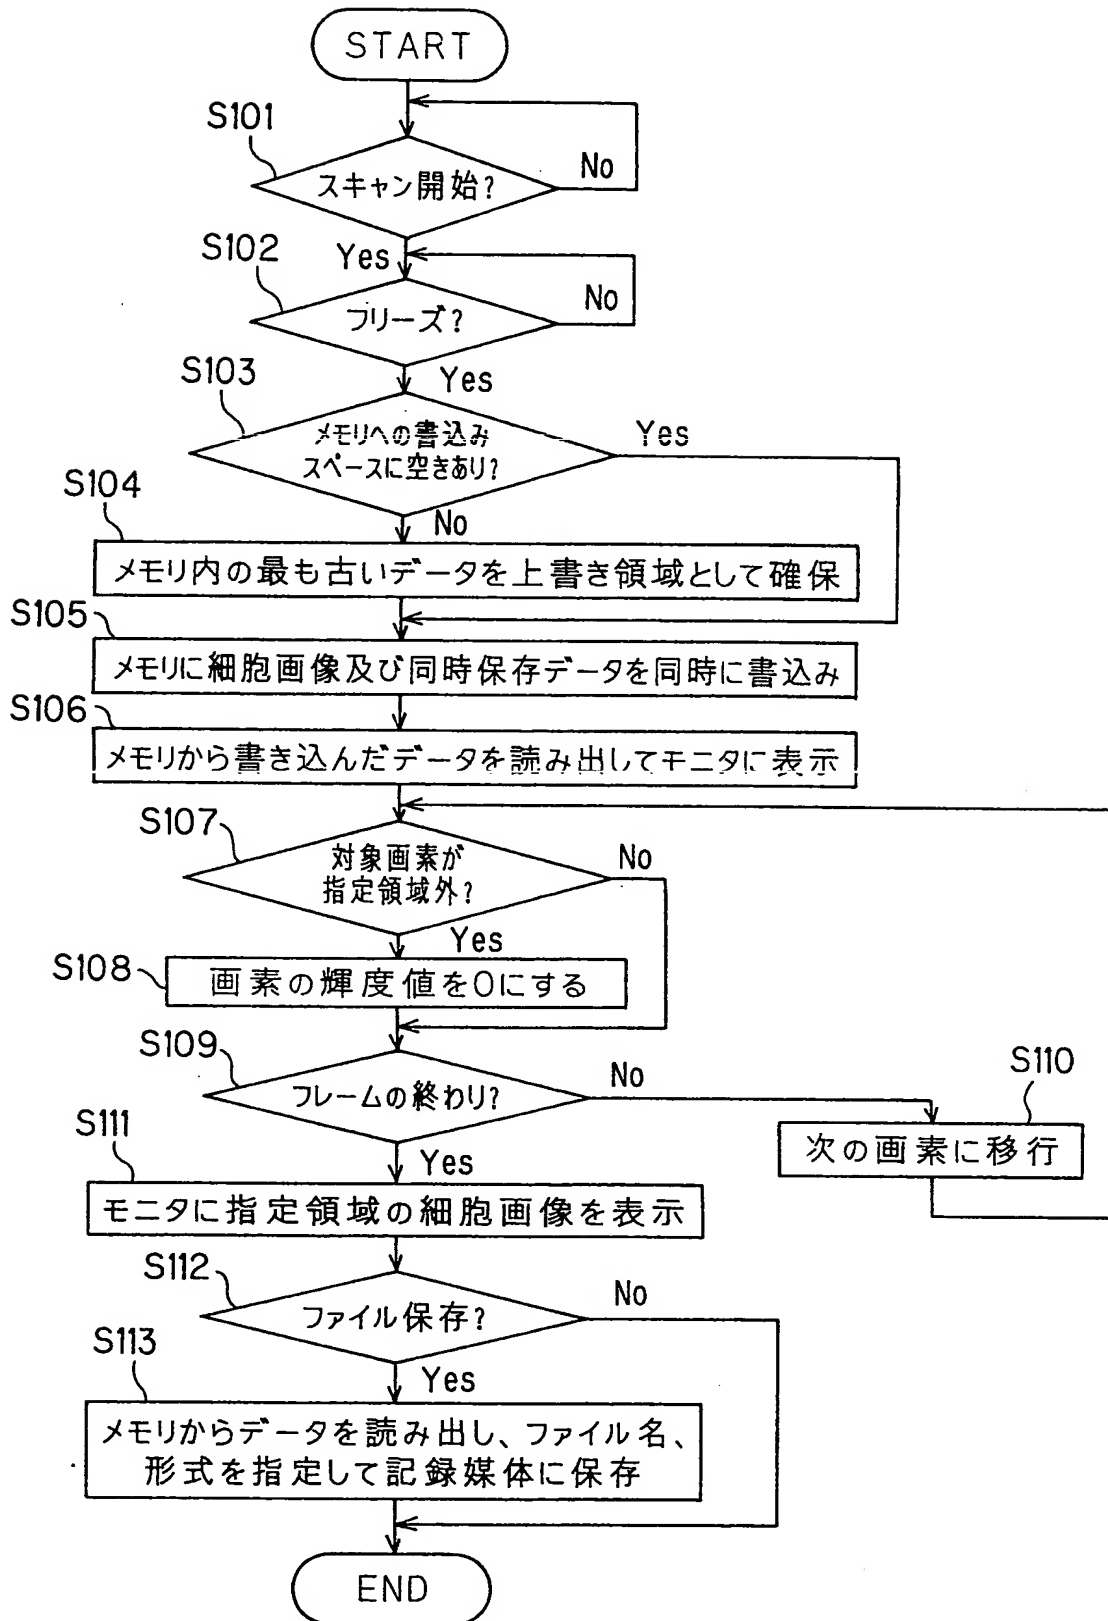 START
S101
スキャン開始?
No
S102
Yes
フリーズ?
No
S103
Yes
メモリへの書込み
スペースに空きあり?
Yes
S104
No
メモリ内の最も古いデータを上書き領域として確保
S105
メモリに細胞画像及び同時保存データを同時に書込み
S106
メモリから書き込んだデータを読み出してモニタに表示
S107
対象画素が
指定領域外?
No
Yes
S108
画素の輝度値を0にする
S109
フレームの終わり?
No
S110
次の画素に移行
S111
Yes
モニタに指定領域の細胞画像を表示
S112
ファイル保存?
No
S113
Yes
メモリからデータを読み出し、ファイル名、
形式を指定して記録媒体に保存
END